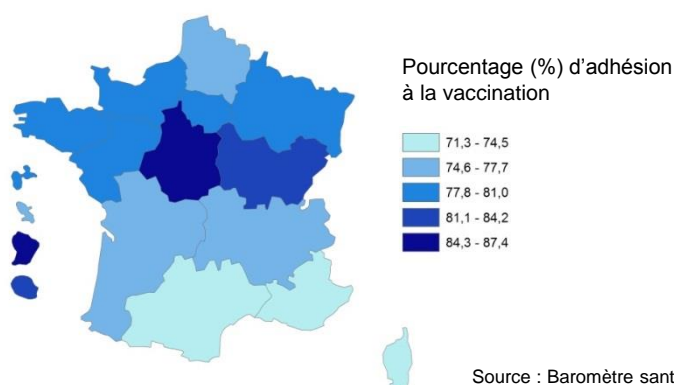 Pourcentage (%) d’adhésion
à la vaccination
71,3 - 74,5
74,6 - 77,7
77,8 - 81,0
81,1 - 84,2
84,3 - 87,4
Source : Baromètre sant